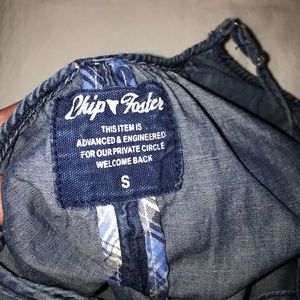 Chip Foster
THIS ITEM IS
ADVANCED & ENGINEERED
FOR OUR PRIVATE CIRCLE
WELCOME BACK
S